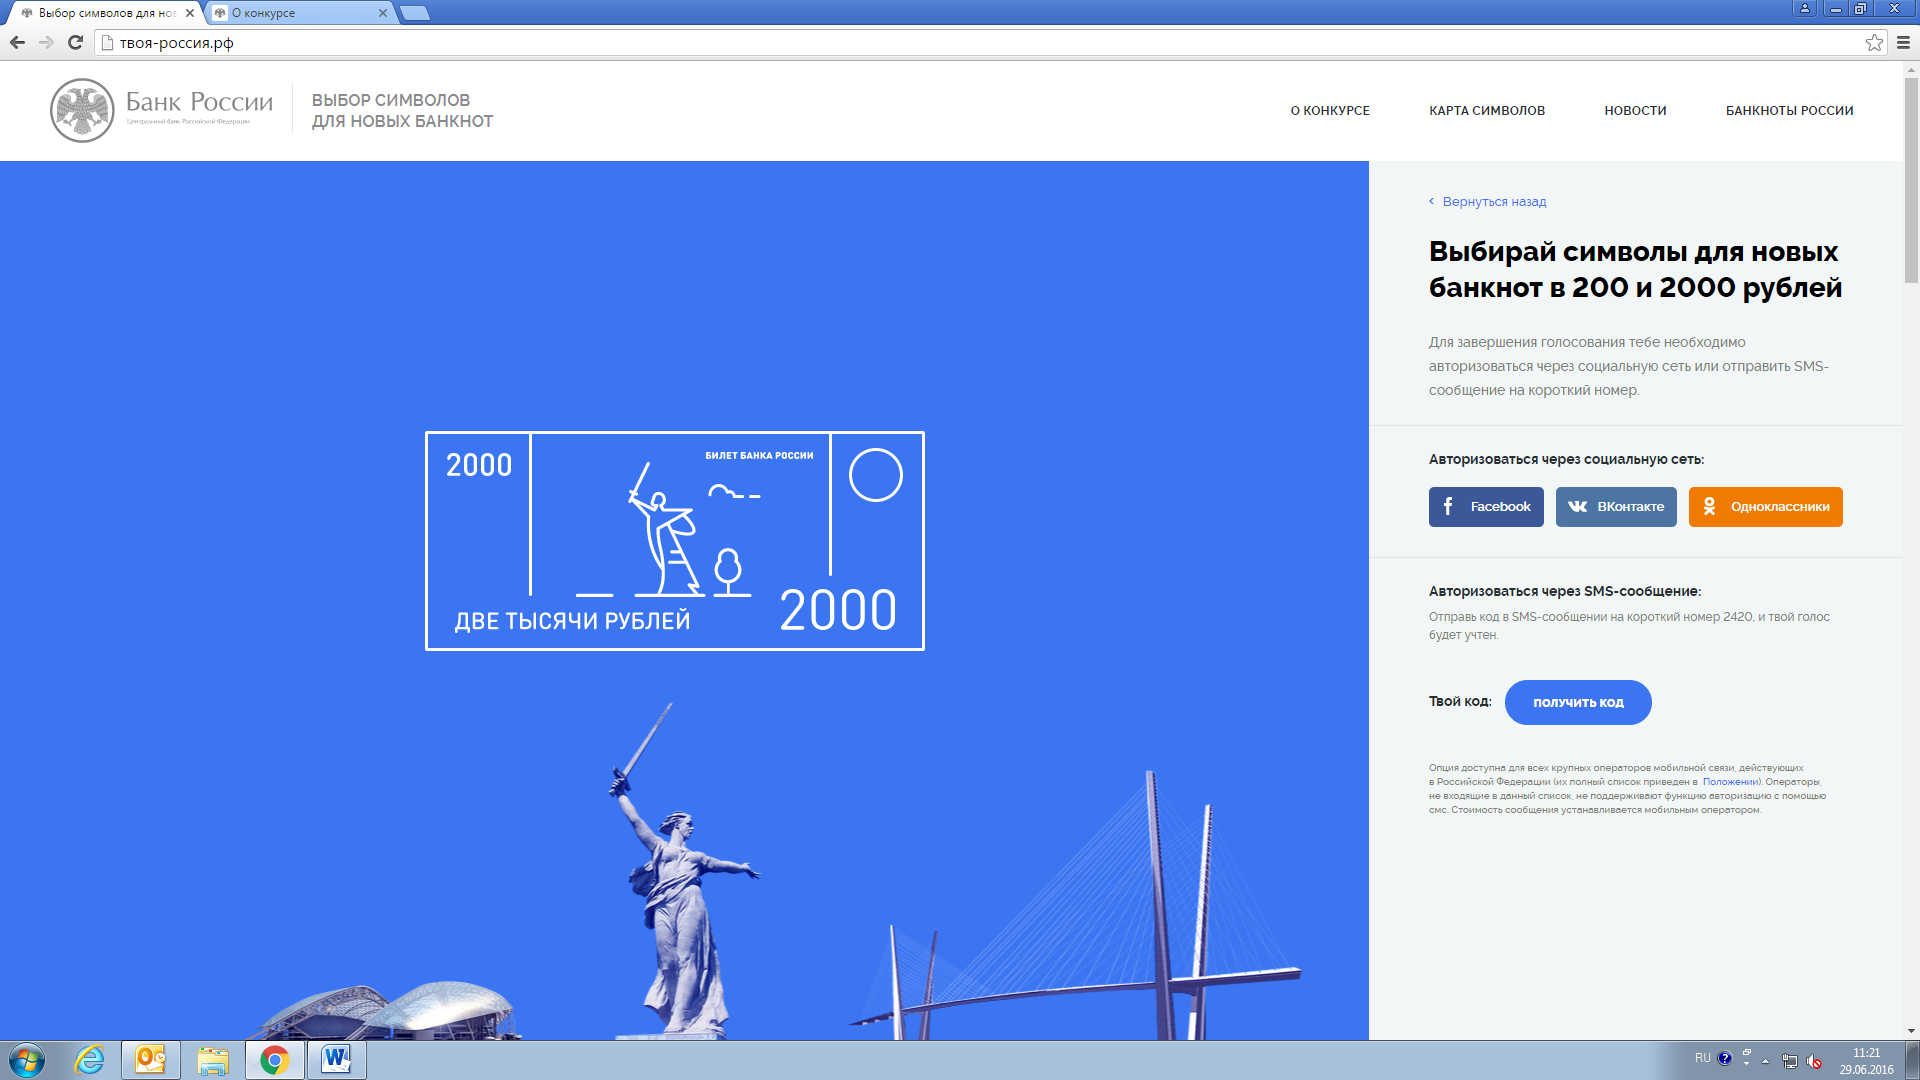 Выбор символов для нов
О конкурсе
твоя-россия.рф
Банк России
Центральный банк Российской Федерации
ВЫБОР СИМВОЛОВ
ДЛЯ НОВЫХ БАНКНОТ
О КОНКУРСЕ
КАРТА СИМВОЛОВ
НОВОСТИ
БАНКНОТЫ РОССИИ
Вернуться назад
Выбирай символы для новых
банкнот в 200 и 2000 рублей
Для завершения голосования тебе необходимо
авторизоваться через социальную сеть или отправить SMS-
сообщение на короткий номер.
Авторизоваться через социальную сеть:
Facebook
ВКонтакте
Одноклассники
Авторизоваться через SMS-сообщение:
Отправь код в SMS-сообщении на короткий номер 2420, и твой голос
будет учтен.
Твой код:
ПОЛУЧИТЬ КОД
Опция доступна для всех крупных операторов мобильной связи, действующих
в Российской Федерации (их полный список приведен в Положении). Операторы,
не входящие в данный список, не поддерживают функцию авторизацию с помощью
смс. Стоимость сообщения устанавливается мобильным оператором.
2000
БИЛЕТ БАНКА РОССИИ
ДВЕ ТЫСЯЧИ РУБЛЕЙ
2000
RU
11:21
29.06.2016